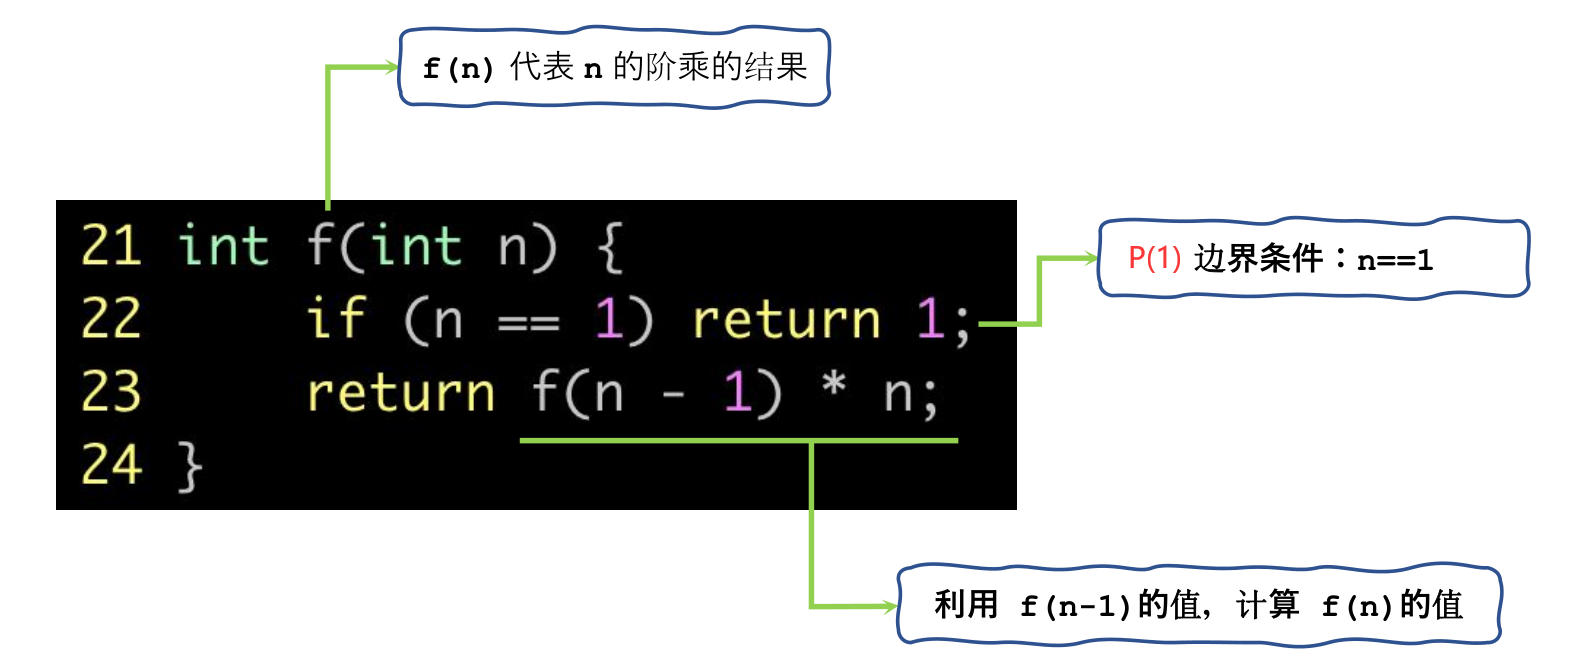 f(n) 代表 n 的阶乘的结果
21 int f(int n) {
P(1) 边界条件：n==1
22     if (n == 1) return 1;
23     return f(n - 1) * n;
24 }
利用 f(n-1)的值，计算 f(n)的值